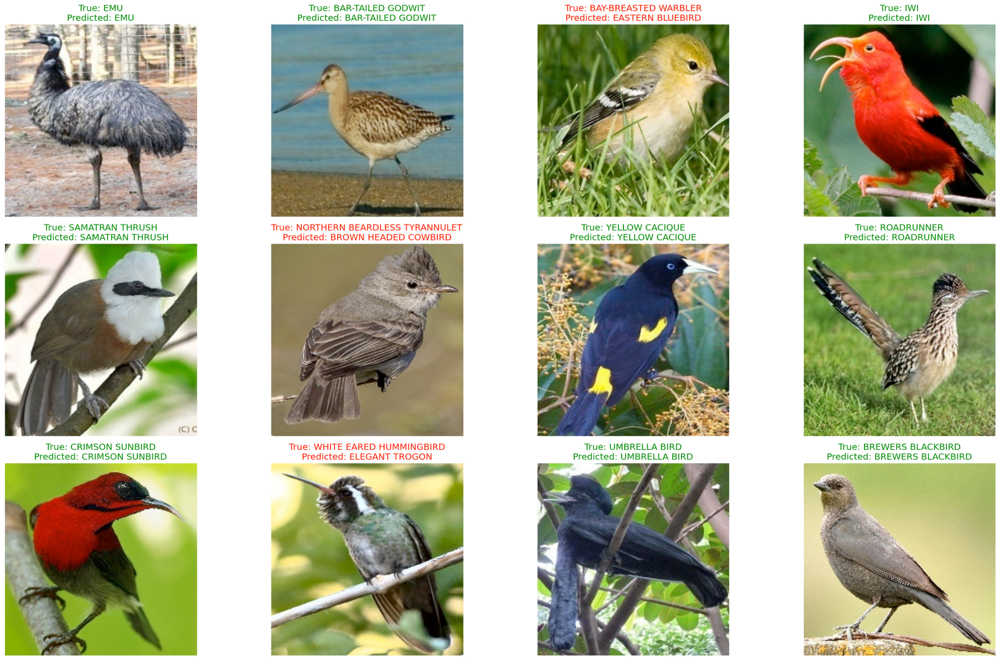 True: EMU
Predicted: EMU
True: BAR-TAILED GODWIT
Predicted: BAR-TAILED GODWIT
True: BAY-BREASTED WARBLER
Predicted: EASTERN BLUEBIRD
True: IWI
Predicted: IWI
True: SAMATRAN THRUSH
Predicted: SAMATRAN THRUSH
True: NORTHERN BEARDLESS TYRANNULET
Predicted: BROWN HEADED COWBIRD
True: YELLOW CACIQUE
Predicted: YELLOW CACIQUE
True: ROADRUNNER
Predicted: ROADRUNNER
(C) C
True: CRIMSON SUNBIRD
Predicted: CRIMSON SUNBIRD
True: WHITE EARED HUMMINGBIRD
Predicted: ELEGANT TROGON
True: UMBRELLA BIRD
Predicted: UMBRELLA BIRD
True: BREWERS BLACKBIRD
Predicted: BREWERS BLACKBIRD